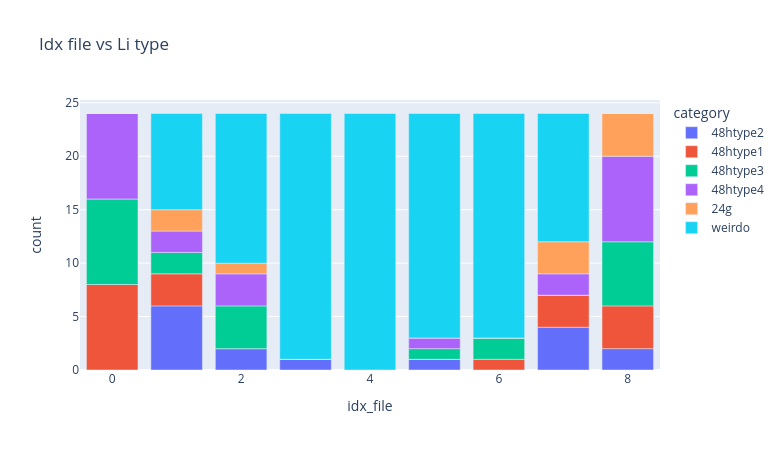 Idx file vs Li type
25
20
15
10
5
0
count
0 2 4 6 8
idx_file
category
48htype2
48htype1
48htype3
48htype4
24g
weirdo